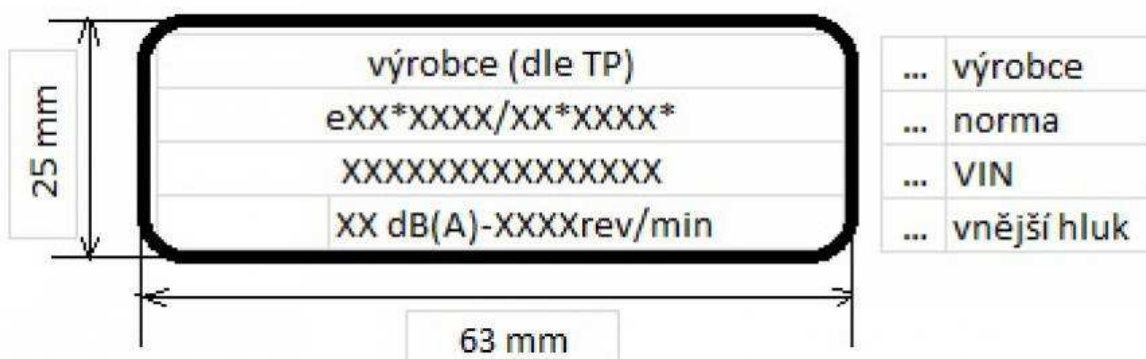 výrobce (dle TP) ... výrobce
eXX*XXXX/XX*XXXX* ... norma
XXXXXXXXXXXXXXX ... VIN
XX dB(A)-XXXXrev/min ... vnější hluk
25 mm
63 mm